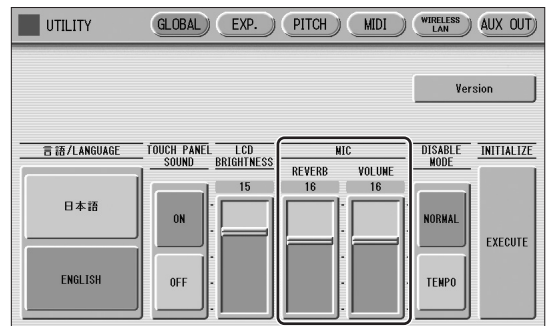 UTILITY
GLOBAL
EXP.
PITCH
MIDI
WIRELESS
LAN
AUX OUT
Version
言語/LANGUAGE
日本語
ENGLISH
TOUCH PANEL
SOUND
ON
OFF
LCD
BRIGHTNESS
15
MIC
REVERB
16
VOLUME
16
DISABLE
MODE
NORMAL
TEMPO
INITIALIZE
EXECUTE